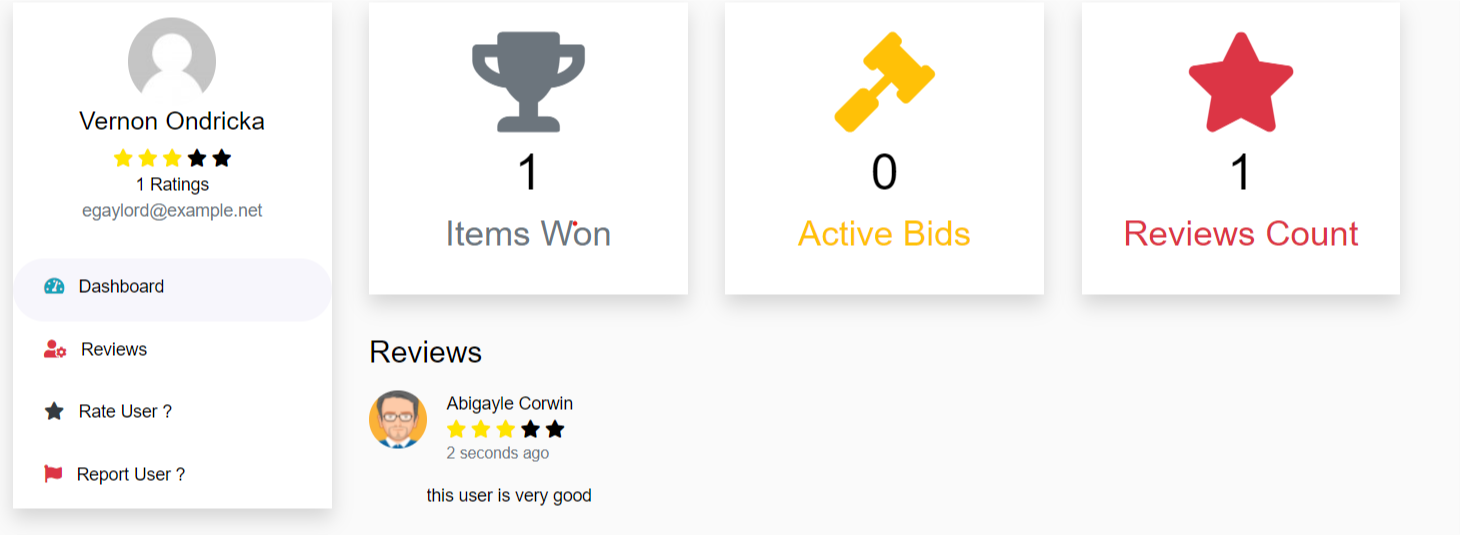 Vernon Ondricka
1 Ratings
egaylord@example.net
Dashboard
Reviews
Rate User ?
Report User ?
1
Items Won
0
Active Bids
1
Reviews Count
Reviews
Abigayle Corwin
2 seconds ago
this user is very good